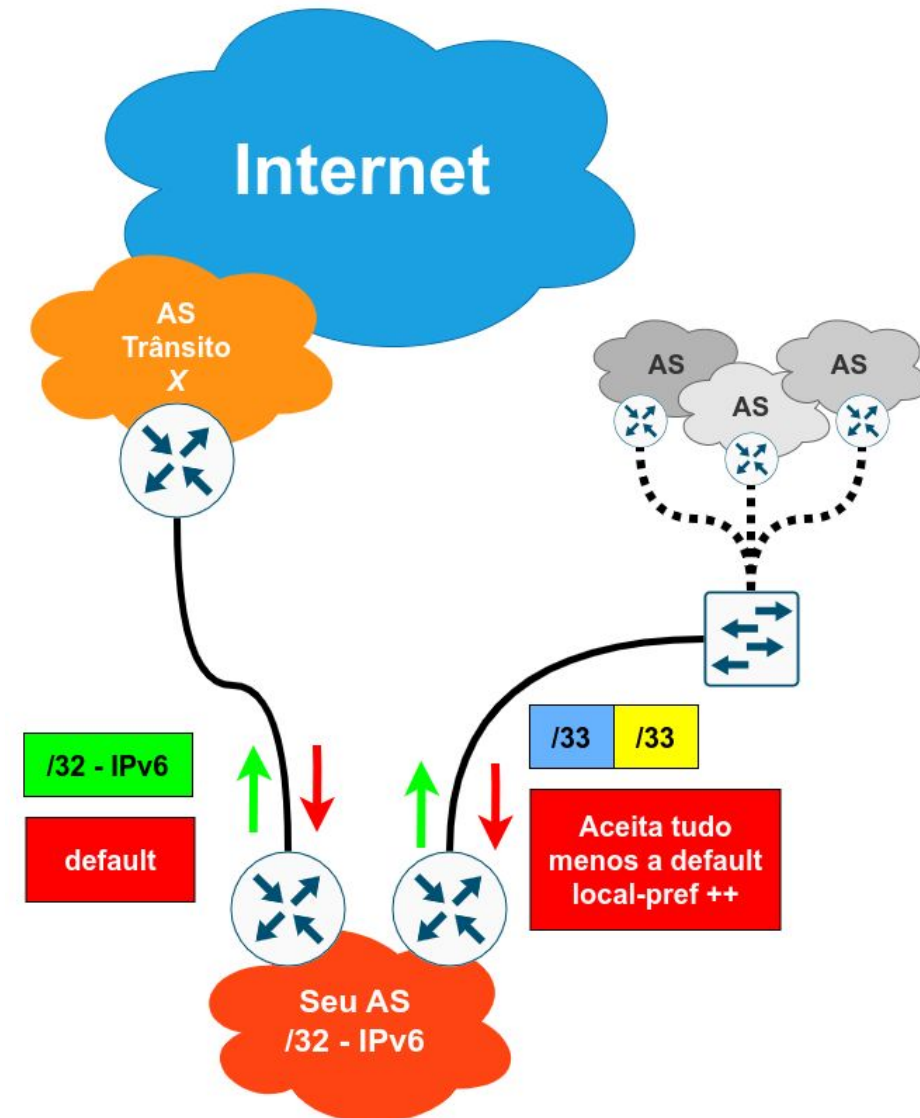 Internet
AS
Trânsito
X
AS
AS
AS
/32 - IPv6
default
/33
/33
Aceita tudo
menos a default
local-pref ++
Seu AS
/32 - IPv6